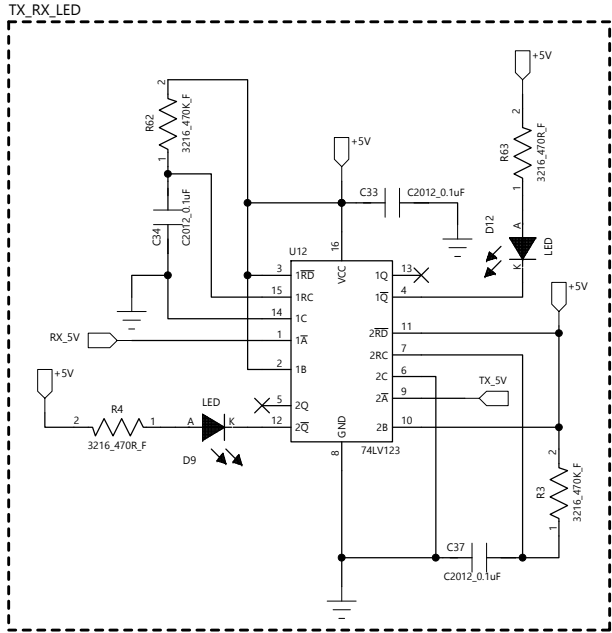 TX_RX_LED
+5V
2
R62
3216_470K_F
1
2
R63
3216_470R_F
1
+5V
C33
C2012_0.1uF
C34
C2012_0.1uF
D12
A
K
LED
U12
16
VCC
3
1RD
15
1RC
14
1C
1
1A
2
1B
5
2Q
12
2Q
1Q
13
1Q
4
2RD
11
2RC
7
2C
6
2A
9
2B
10
GND
8
74LV123
RX_5V
+5V
TX_5V
+5V
2
R4
1
3216_470R_F
LED
A
K
D9
2
R3
3216_470K_F
1
C37
C2012_0.1uF